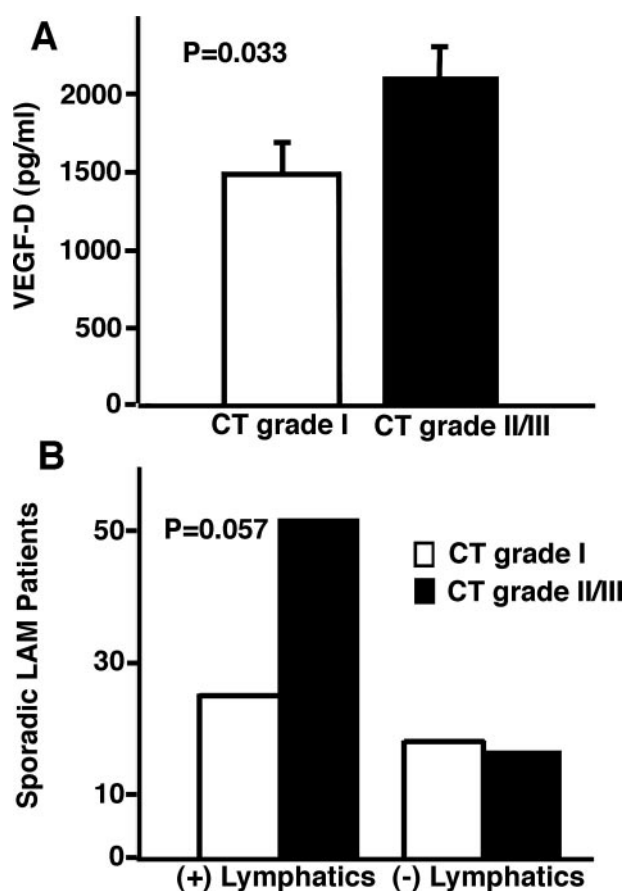 A
P=0.033
VEGF-D (pg/ml)
2000
1500
1000
500
0
CT grade I
CT grade II/III
B
P=0.057
CT grade I
CT grade II/III
Sporadic LAM Patients
50
30
10
0
(+) Lymphatics
(-) Lymphatics